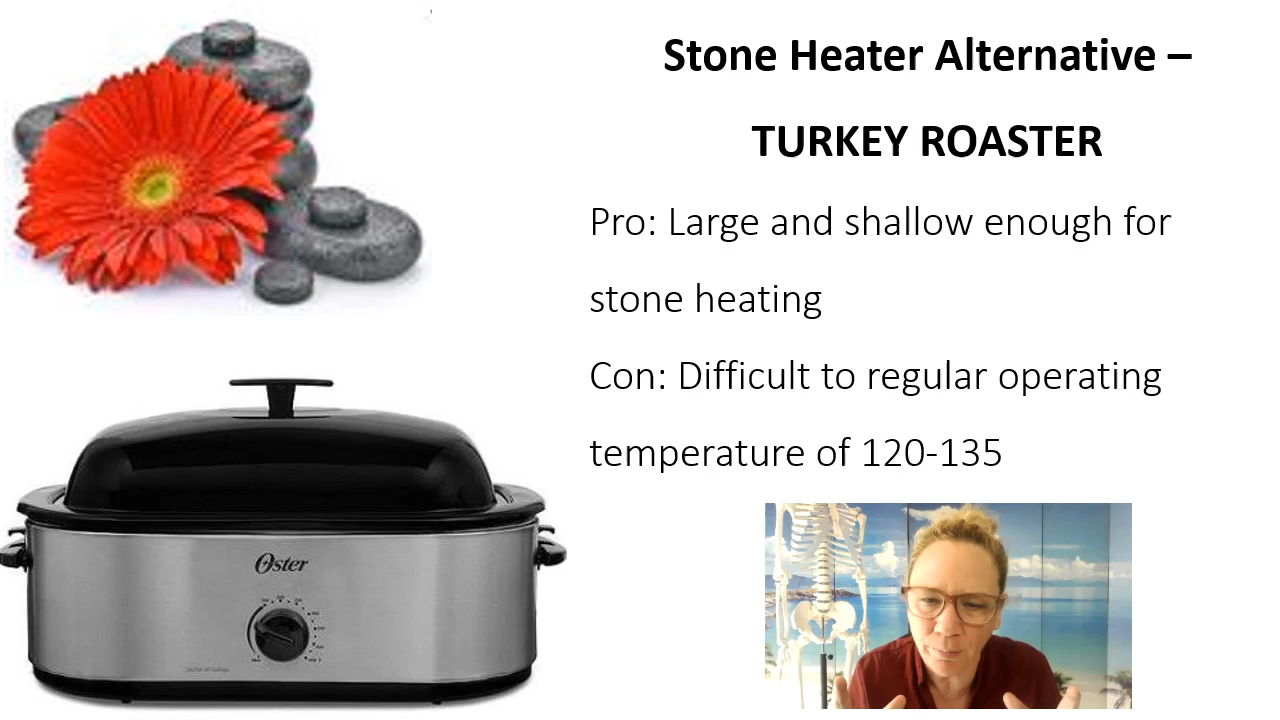 Stone Heater Alternative –
TURKEY ROASTER
Pro: Large and shallow enough for
stone heating
Con: Difficult to regular operating
temperature of 120-135
Oster